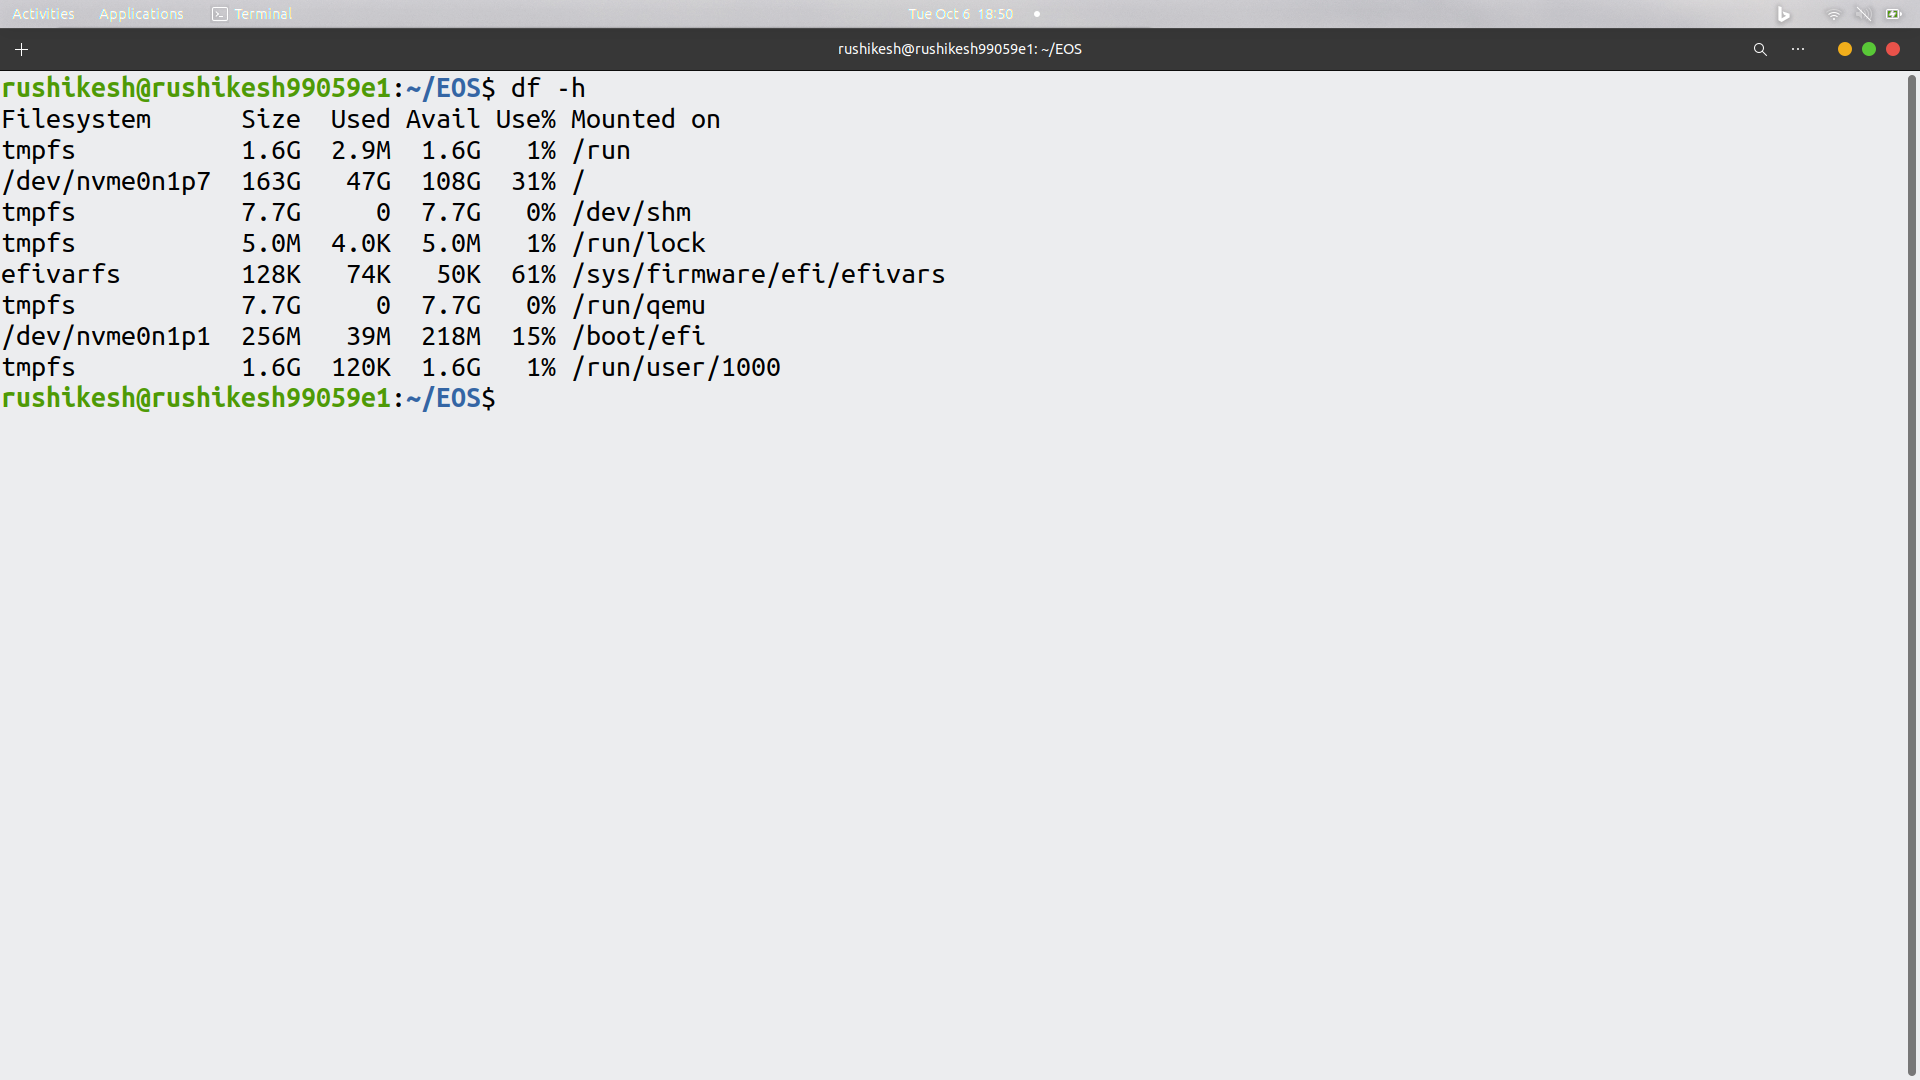 Activities Applications Terminal Tue Oct 6 18:50
rushikesh@rushikesh99059e1: ~/EOS
rushikesh@rushikesh99059e1:~/EOS$ df -h
Filesystem      Size  Used Avail Use% Mounted on
tmpfs           1.6G  2.9M  1.6G   1% /run
/dev/nvme0n1p7  163G   47G  108G  31% /
tmpfs           7.7G     0  7.7G   0% /dev/shm
tmpfs           5.0M  4.0K  5.0M   1% /run/lock
efivarfs        128K   74K   50K  61% /sys/firmware/efi/efivars
tmpfs           7.7G     0  7.7G   0% /run/qemu
/dev/nvme0n1p1  256M   39M  218M  15% /boot/efi
tmpfs           1.6G  120K  1.6G   1% /run/user/1000
rushikesh@rushikesh99059e1:~/EOS$